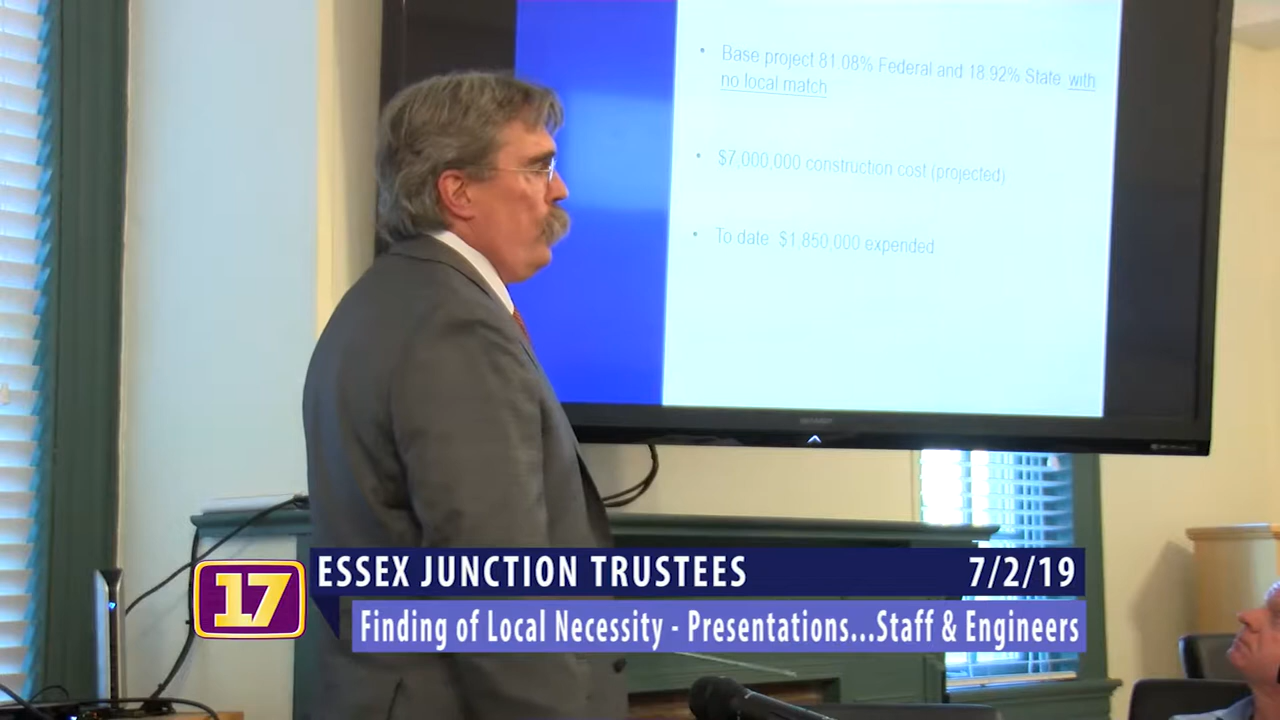 • Base project 81.08% Federal and 18.92% State with
no local match
• $7,000,000 construction cost (projected)
• To date $1,850,000 expended
SHARP
17
ESSEX JUNCTION TRUSTEES 7/2/19
Finding of Local Necessity - Presentations...Staff & Engineers